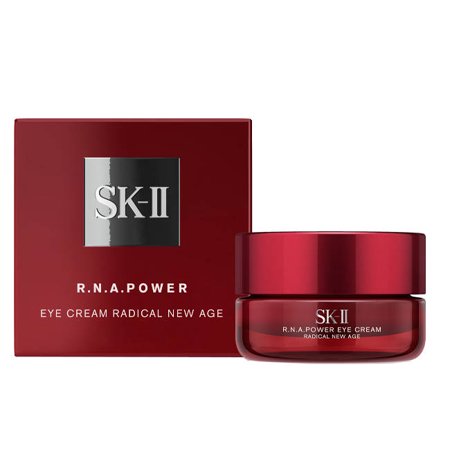 SK-II
R.N.A.POWER
EYE CREAM RADICAL NEW AGE
SK-II
R.N.A.POWER EYE CREAM
RADICAL NEW AGE